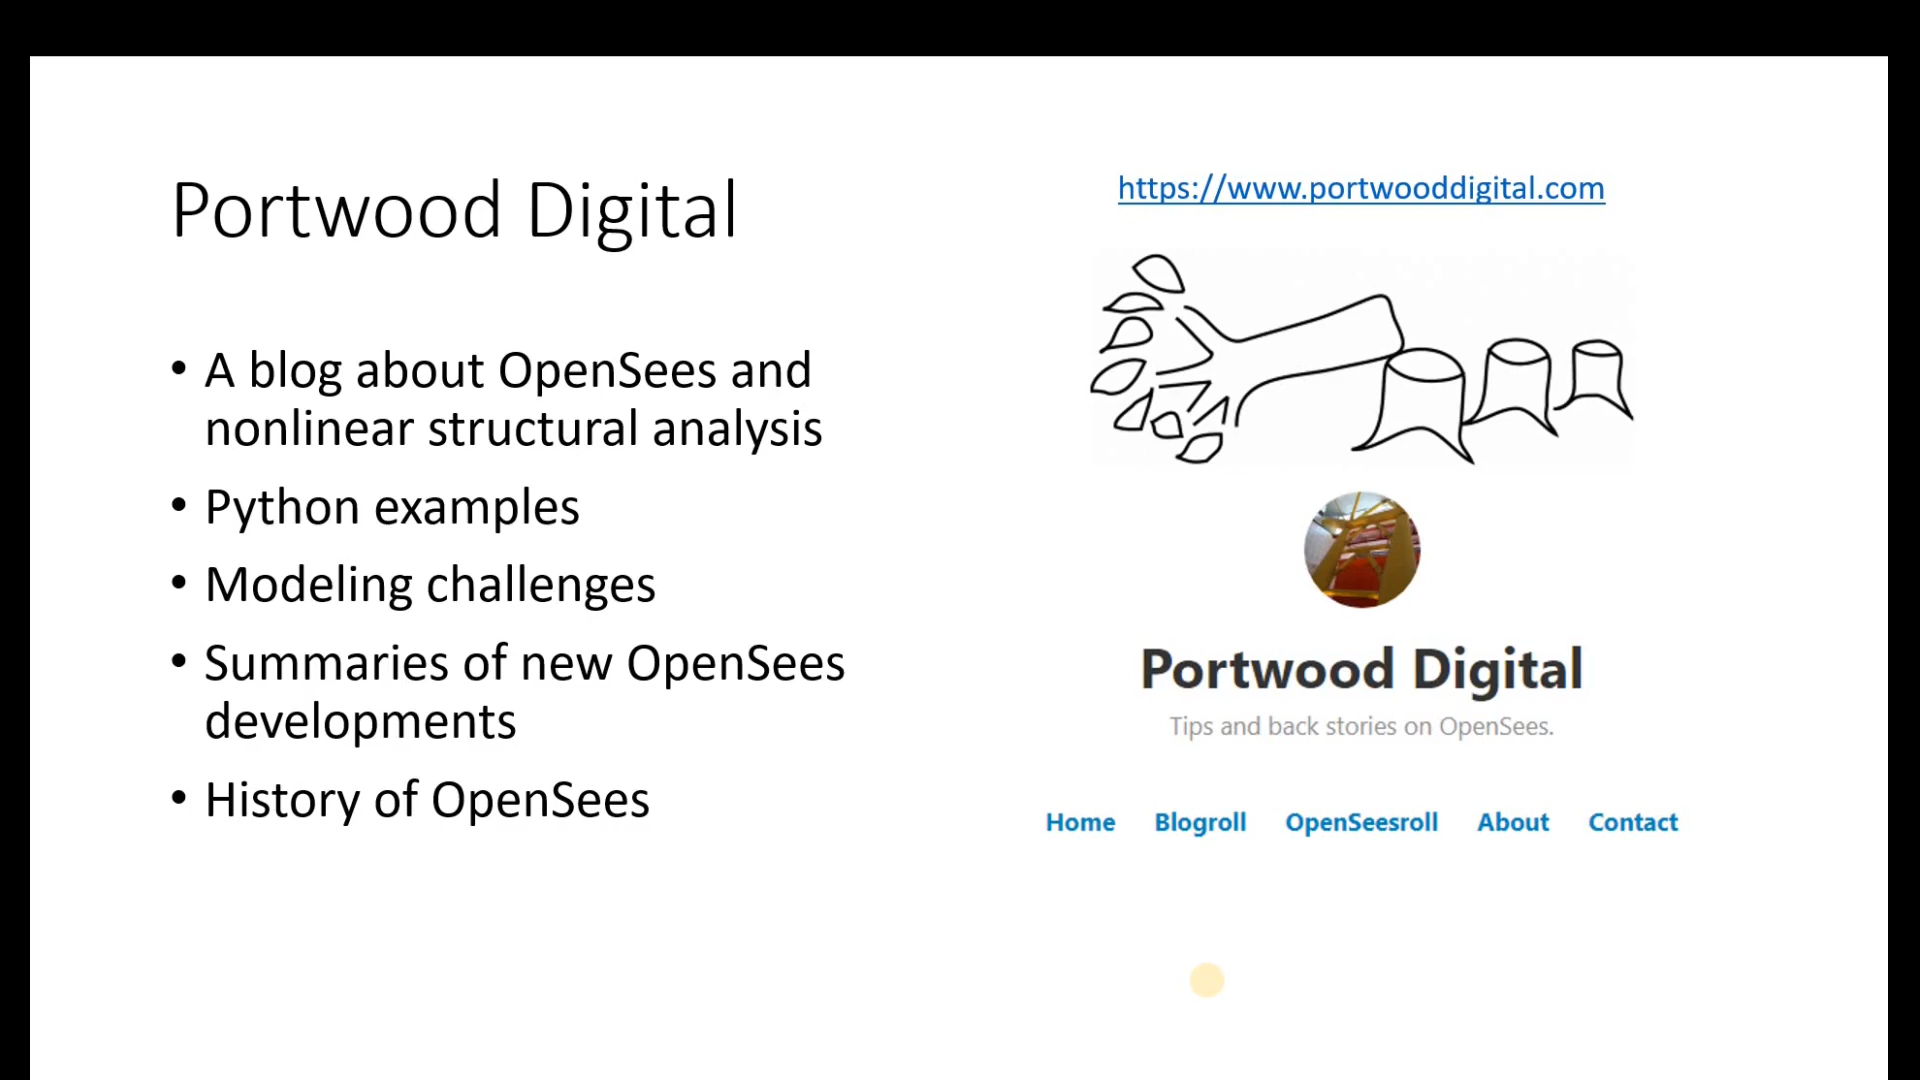 Portwood Digital
• A blog about OpenSees and
nonlinear structural analysis
• Python examples
• Modeling challenges
• Summaries of new OpenSees
developments
• History of OpenSees
https://www.portwooddigital.com
Portwood Digital
Tips and back stories on OpenSees.
Home Blogroll OpenSeesroll About Contact